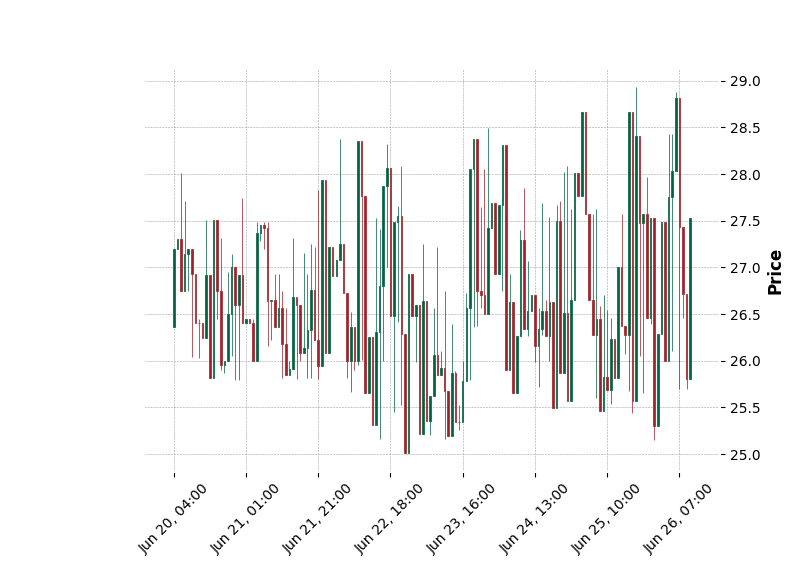 29.0
28.5
28.0
27.5
27.0
26.5
26.0
25.5
25.0
Price
Jun 20, 04:00
Jun 21, 01:00
Jun 21, 21:00
Jun 22, 18:00
Jun 23, 16:00
Jun 24, 13:00
Jun 25, 10:00
Jun 26, 07:00